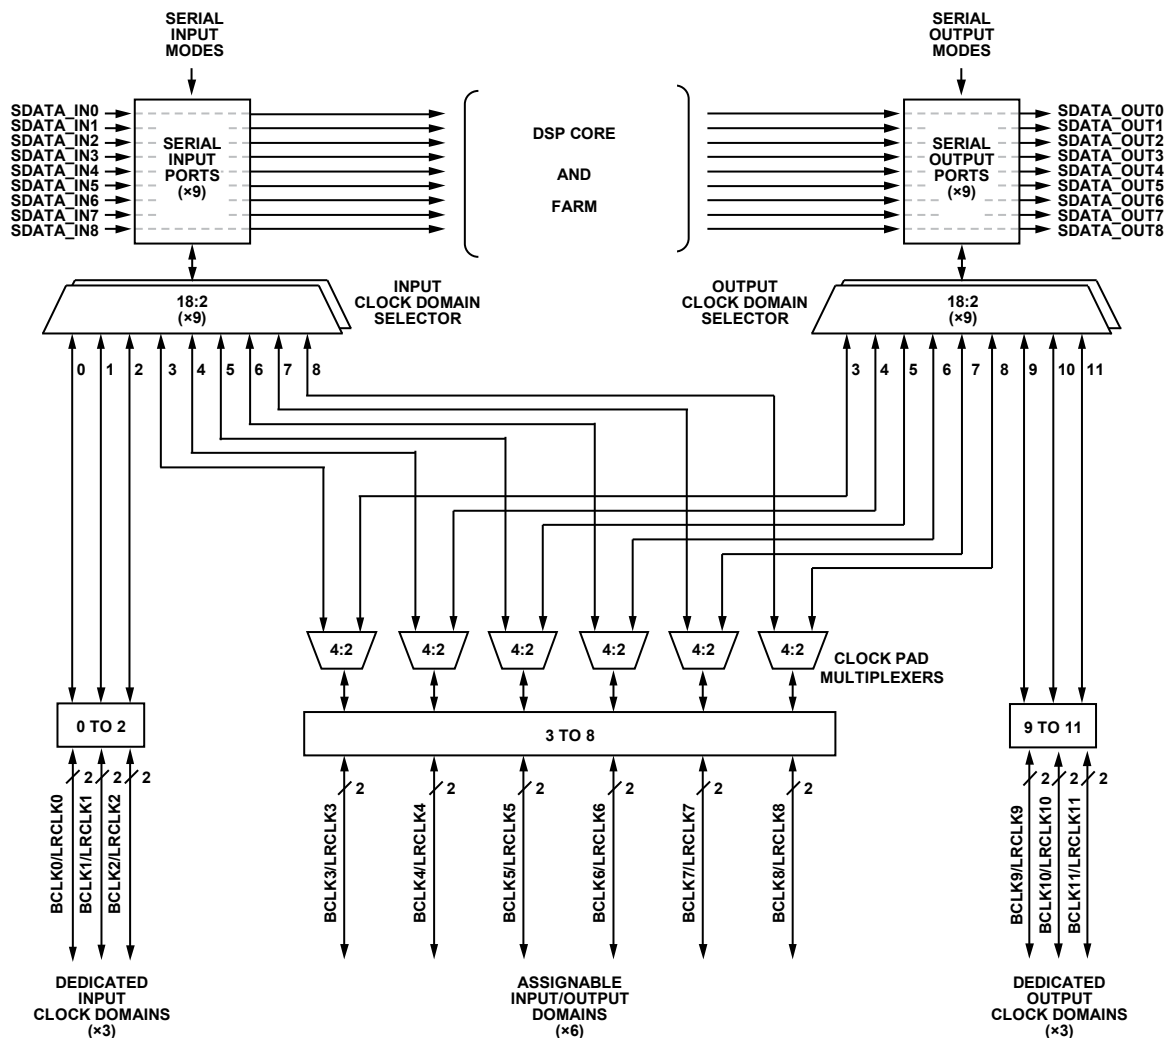 SERIAL
INPUT
MODES
SERIAL
OUTPUT
MODES
SDATA_IN0
SDATA_IN1
SDATA_IN2
SDATA_IN3
SDATA_IN4
SDATA_IN5
SDATA_IN6
SDATA_IN7
SDATA_IN8
SERIAL
INPUT
PORTS
(×9)
DSP CORE
AND
FARM
SERIAL
OUTPUT
PORTS
(×9)
SDATA_OUT0
SDATA_OUT1
SDATA_OUT2
SDATA_OUT3
SDATA_OUT4
SDATA_OUT5
SDATA_OUT6
SDATA_OUT7
SDATA_OUT8
18:2
(×9)
INPUT
CLOCK DOMAIN
SELECTOR
OUTPUT
CLOCK DOMAIN
SELECTOR
18:2
(×9)
0 1 2 3 4 5 6 7 8
3 4 5 6 7 8 9 10 11
4:2 4:2 4:2 4:2 4:2 4:2
CLOCK PAD
MULTIPLEXERS
0 TO 2
3 TO 8
9 TO 11
2 2 2
2 2 2 2 2 2
2 2 2
BCLK0/LRCLK0
BCLK1/LRCLK1
BCLK2/LRCLK2
BCLK3/LRCLK3
BCLK4/LRCLK4
BCLK5/LRCLK5
BCLK6/LRCLK6
BCLK7/LRCLK7
BCLK8/LRCLK8
BCLK9/LRCLK9
BCLK10/LRCLK10
BCLK11/LRCLK11
DEDICATED
INPUT
CLOCK DOMAINS
(×3)
ASSIGNABLE
INPUT/OUTPUT
DOMAINS
(×6)
DEDICATED
OUTPUT
CLOCK DOMAINS
(×3)